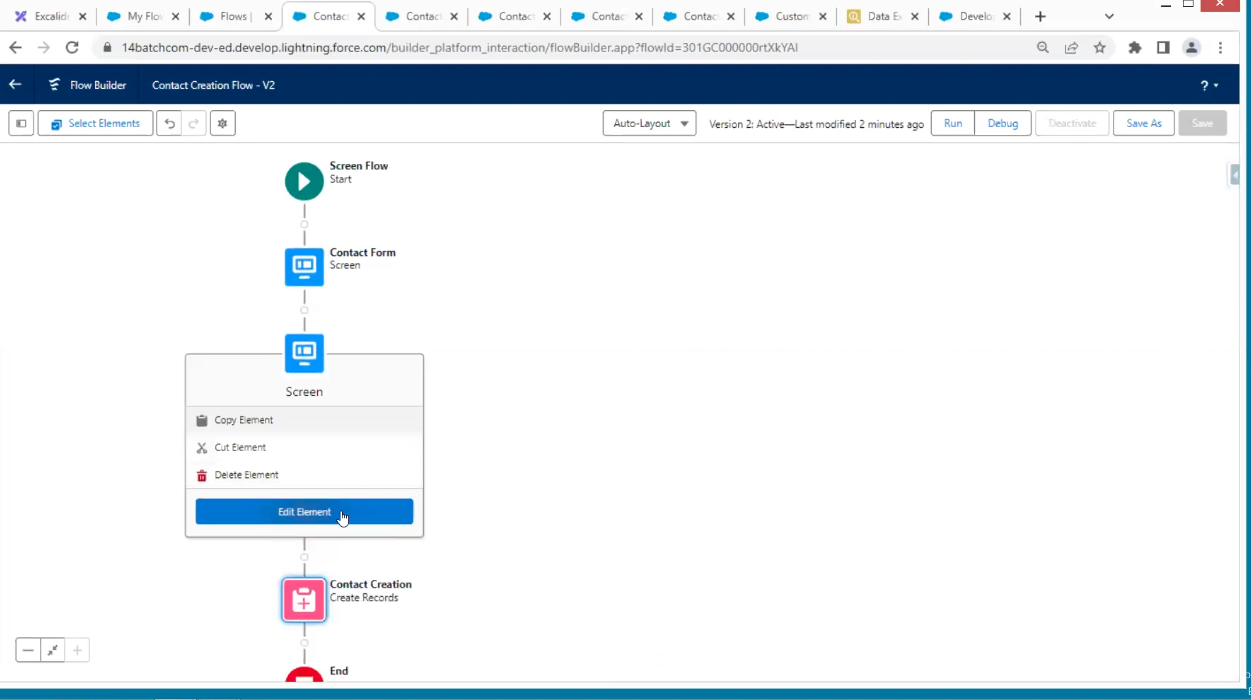 Excalid
My Flo
Flows |
Contac
Contac
Contac
Contac
Contac
Custom
Data Ex
Develo
14batchcom-dev-ed.develop.lightning.force.com/builder_platform_interaction/flowBuilder.app?flowId=301GC000000rtXkYAI
Flow Builder
Contact Creation Flow - V2
?
Select Elements
Auto-Layout
Version 2: Active—Last modified 2 minutes ago
Run
Debug
Deactivate
Save As
Save
Screen Flow
Start
Contact Form
Screen
Screen
Copy Element
Cut Element
Delete Element
Edit Element
Contact Creation
Create Records
End